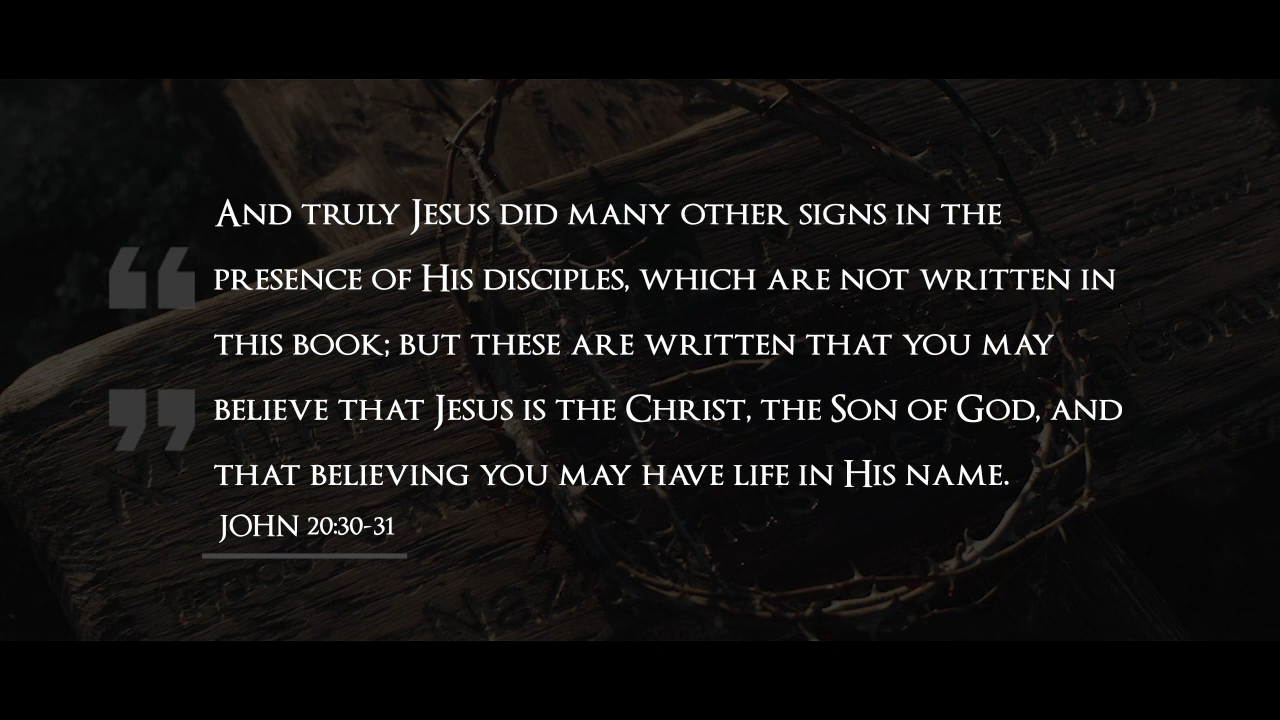 And truly Jesus did many other signs in the
presence of His disciples, which are not written in
this book; but these are written that you may
believe that Jesus is the Christ, the Son of God, and
that believing you may have life in His name.
JOHN 20:30-31